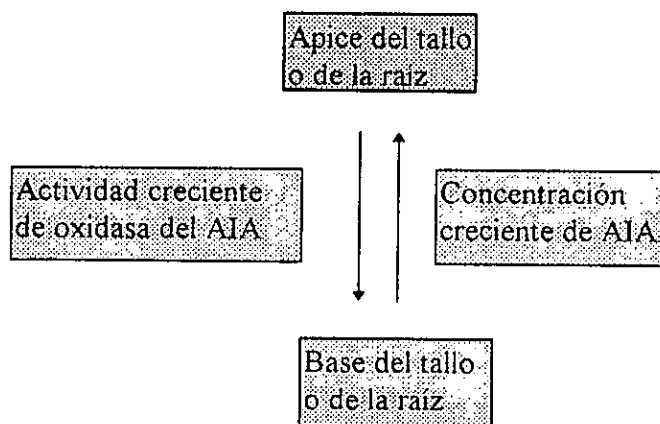 Apice del tallo
o de la raíz
Actividad creciente
de oxidasa del AIA
Concentración
creciente de AIA
Base del tallo
o de la raíz